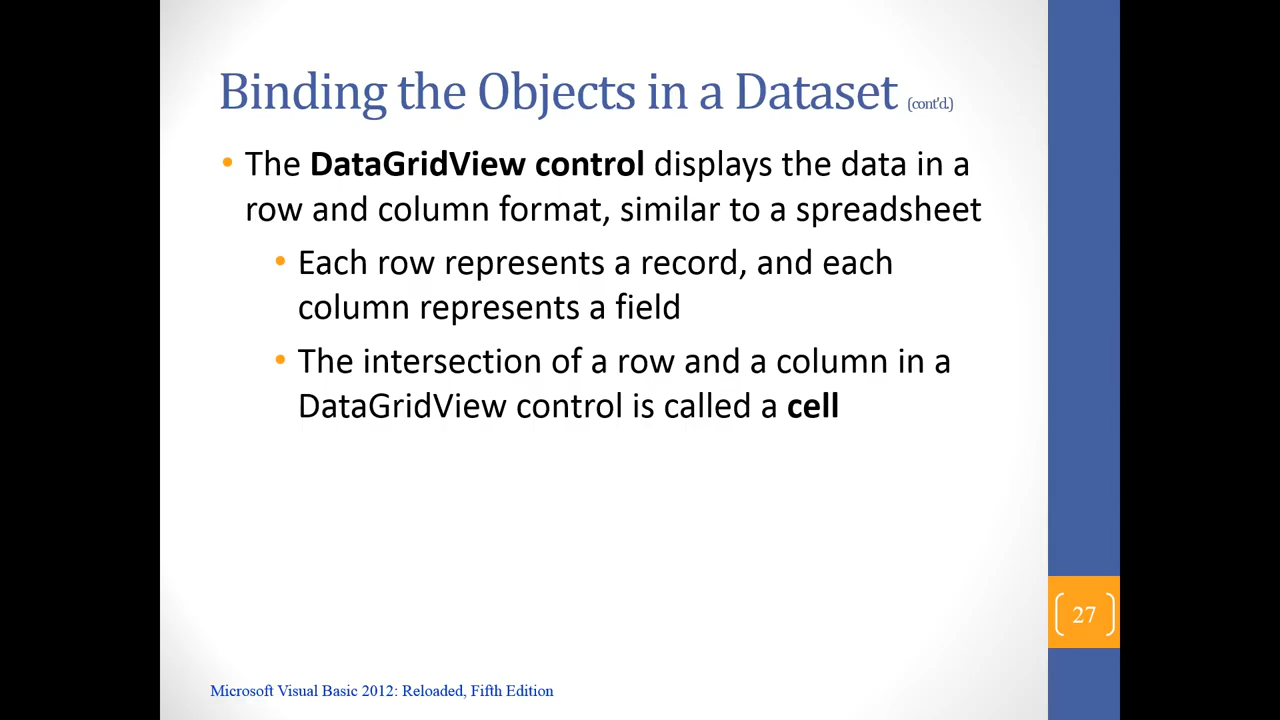 Binding the Objects in a Dataset (cont'd.)
• The DataGridView control displays the data in a
row and column format, similar to a spreadsheet
• Each row represents a record, and each
column represents a field
• The intersection of a row and a column in a
DataGridView control is called a cell
27
Microsoft Visual Basic 2012: Reloaded, Fifth Edition